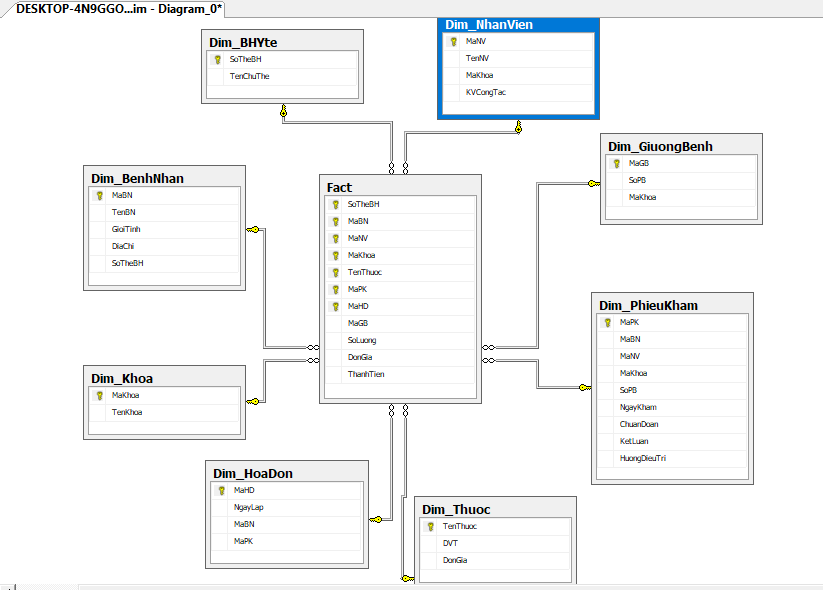 DESKTOP-4N9GGO...im - Diagram_0*
Dim_BHYte
SoTheBH
TenChuThe
Dim_NhanVien
MaNV
TenNV
MaKhoa
KVCongTac
Dim_GiuongBenh
MaGB
SoPB
MaKhoa
Dim_BenhNhan
MaBN
TenBN
GioiTinh
DiaChi
SoTheBH
Fact
SoTheBH
MaBN
MaNV
MaKhoa
TenThuoc
MaPK
MaHD
MaGB
SoLuong
DonGia
ThanhTien
Dim_PhieuKham
MaPK
MaBN
MaNV
MaKhoa
SoPB
NgayKham
ChuanDoan
KetLuan
HuongDieuTri
Dim_Khoa
MaKhoa
TenKhoa
Dim_HoaDon
MaHD
NgayLap
MaBN
MaPK
Dim_Thuoc
TenThuoc
DVT
DonGia